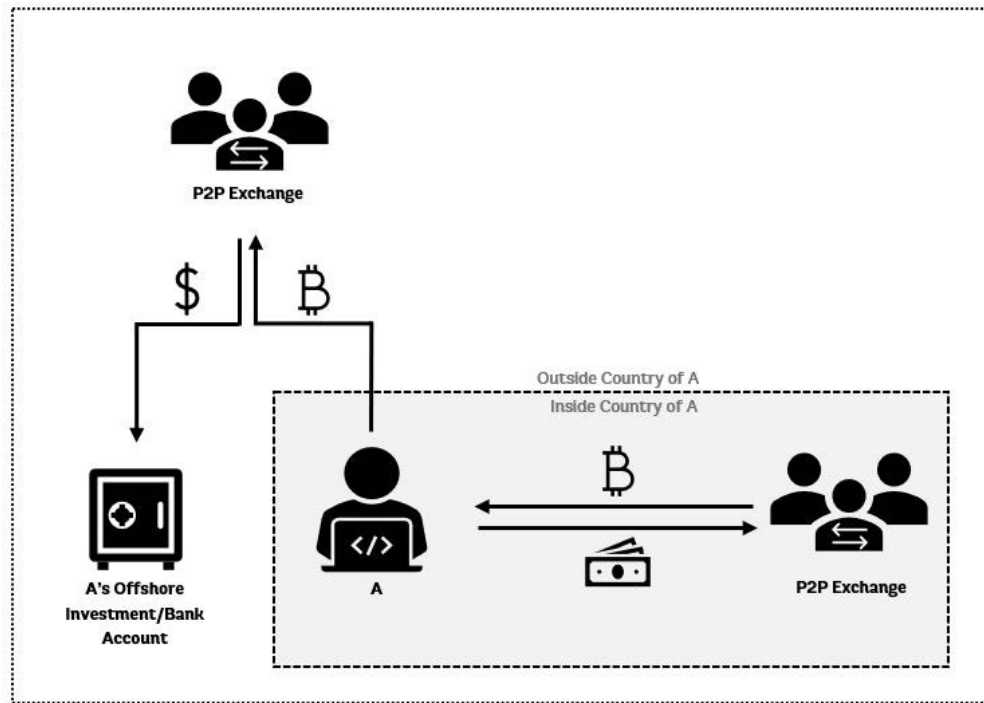 P2P Exchange
$
₿
Outside Country of A
Inside Country of A
₿
</>
A
P2P Exchange
A's Offshore
Investment/Bank
Account